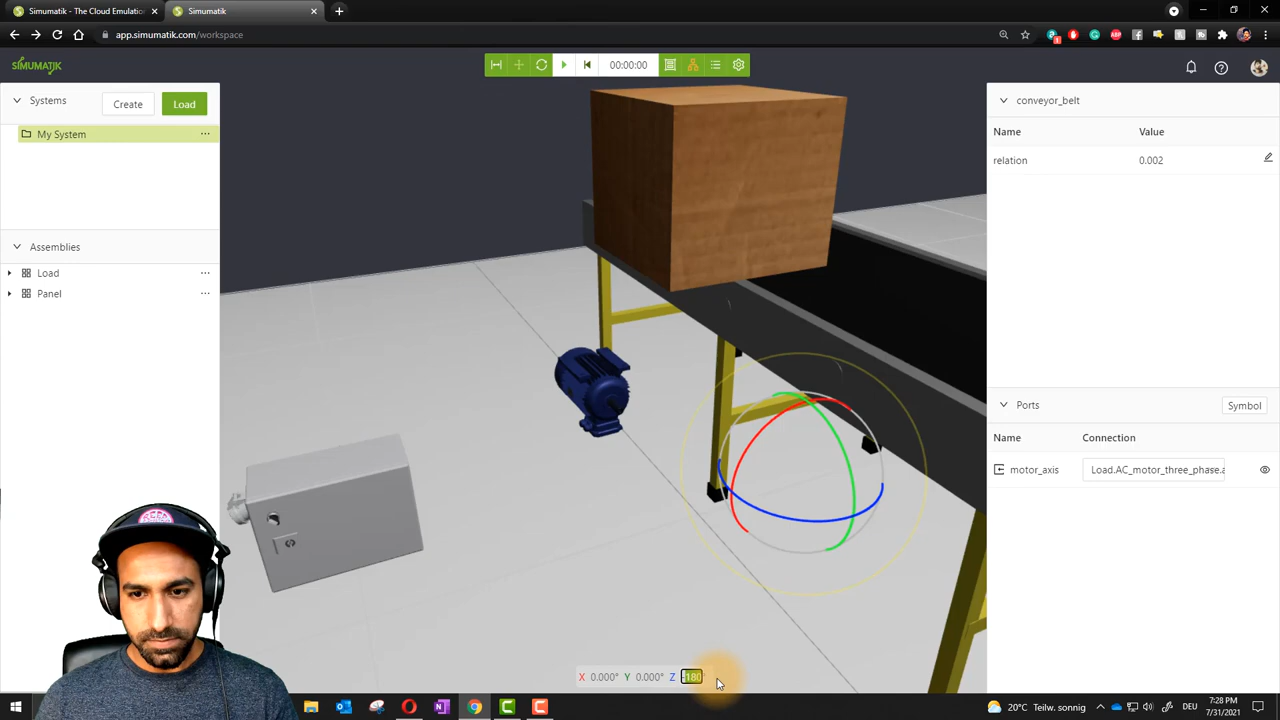 Simumatik - The Cloud Emulatio
Simumatik
app.simumatik.com/workspace
SIMUMATIK
00:00:00
Systems
Create
Load
My System
Assemblies
Load
Panel
conveyor_belt
Name
Value
relation
0.002
Ports
Symbol
Name
Connection
motor_axis
Load.AC_motor_three_phase.a
X 0.000° Y 0.000° Z -180
20°C Teilw. sonnig
DEU
7:28 PM
7/31/2021